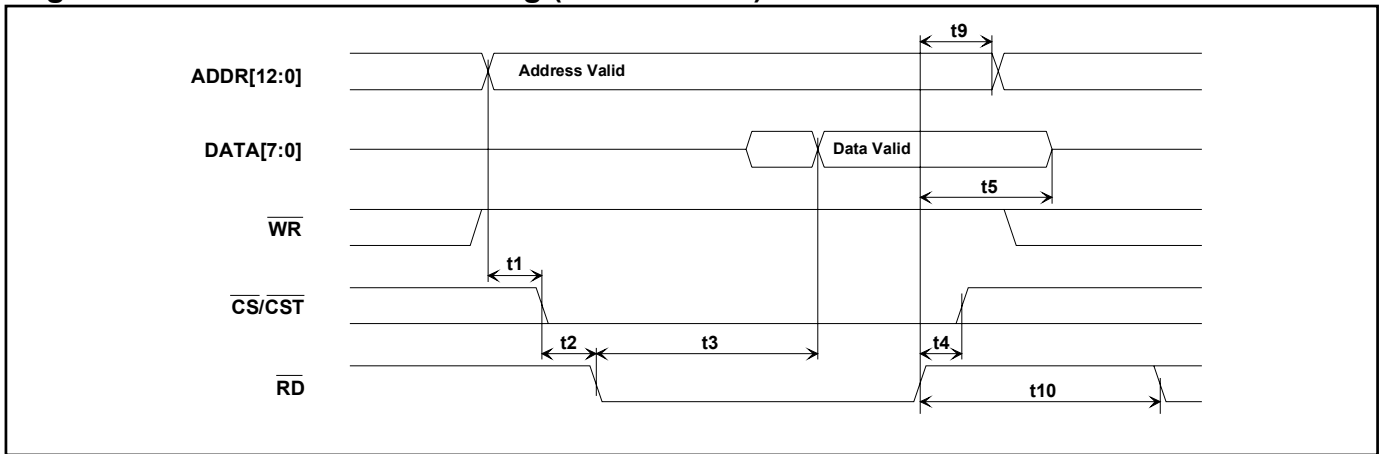 t9
ADDR[12:0]
Address Valid
DATA[7:0]
Data Valid
t5
WR
t1
CS/CST
t2
t3
t4
RD
t10